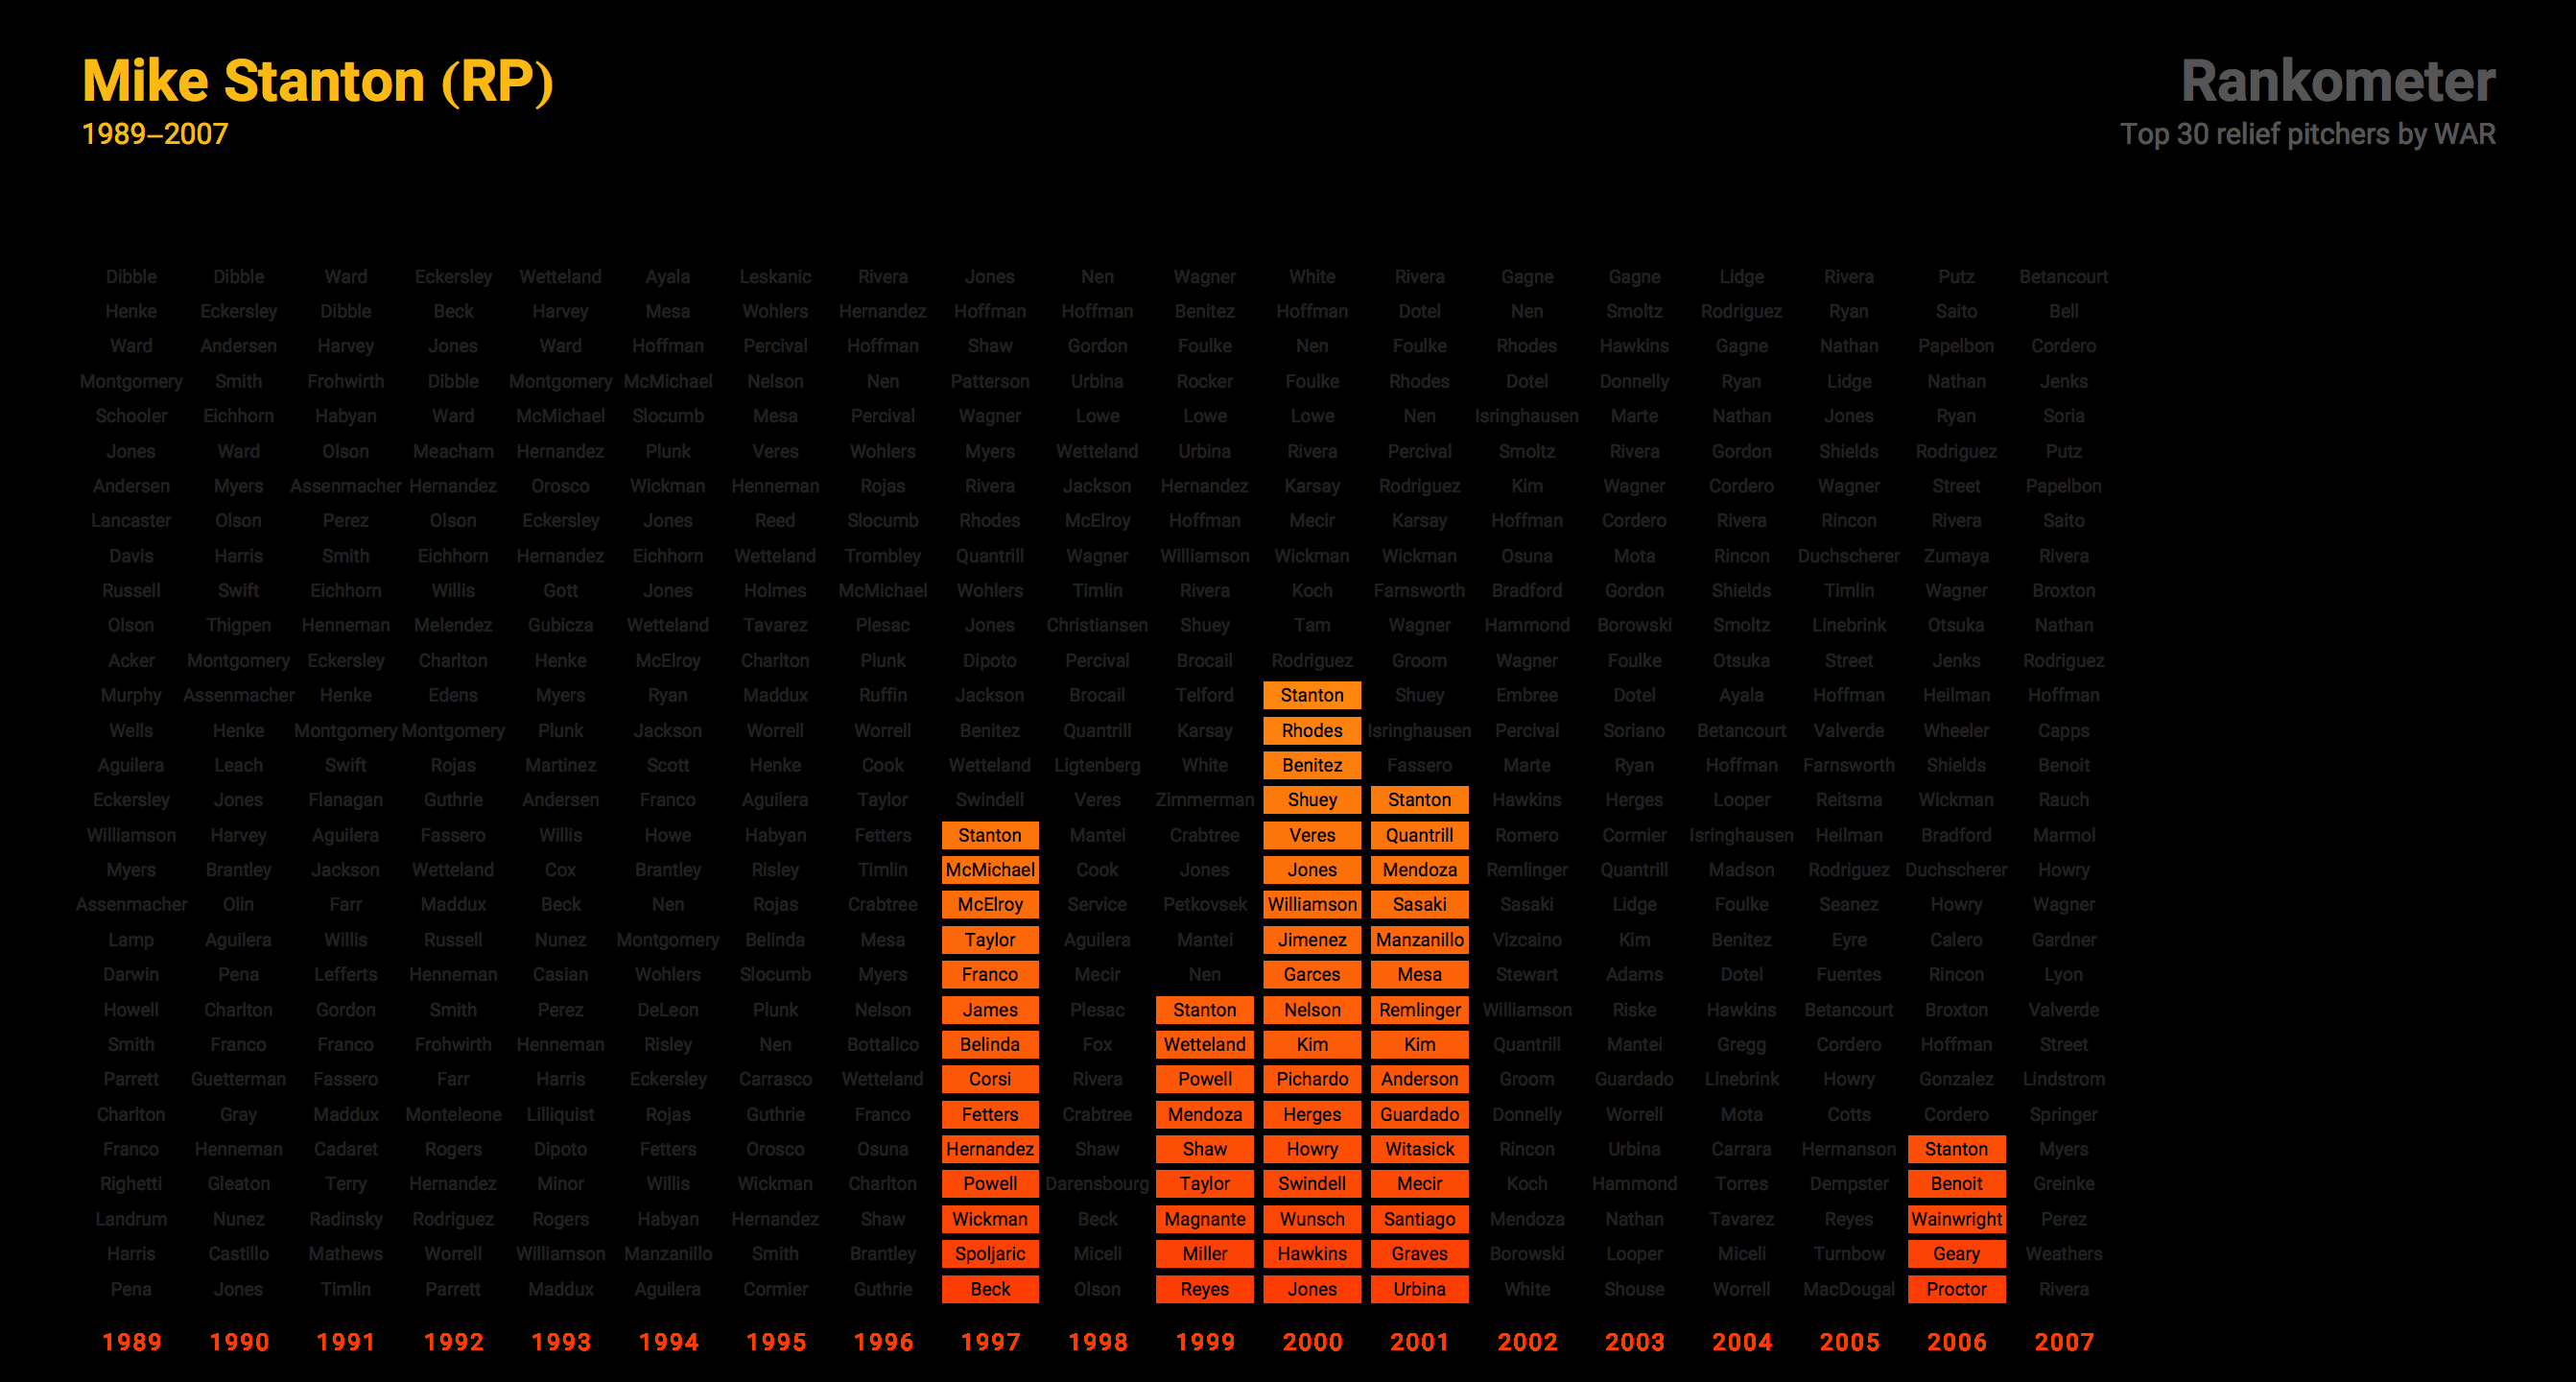 Mike Stanton (RP)
1989–2007
Rankometer
Top 30 relief pitchers by WAR
Dibble Dibble Ward Eckersley Wetteland Ayala Leskanic Rivera Jones Nen Wagner White Rivera Gagne Gagne Lidge Rivera Putz Betancourt
Henke Eckersley Dibble Beck Harvey Mesa Wohlers Hernandez Hoffman Hoffman Benitez Hoffman Dotel Nen Smoltz Rodriguez Ryan Saito Bell
Ward Andersen Harvey Jones Ward Hoffman Percival Hoffman Shaw Gordon Foulke Nen Foulke Rhodes Hawkins Gagne Nathan Papelbon Cordero
Montgomery Smith Frohwirth Dibble Montgomery McMichael Nelson Nen Patterson Urbina Rocker Foulke Rhodes Dotel Donnelly Ryan Lidge Nathan Jenks
Schooler Eichhorn Habyan Ward McMichael Slocumb Mesa Percival Wagner Lowe Lowe Lowe Nen Isringhausen Marte Nathan Jones Ryan Soria
Jones Ward Olson Meacham Hernandez Plunk Veres Wohlers Myers Wetteland Urbina Rivera Percival Smoltz Rivera Gordon Shields Rodriguez Putz
Andersen Myers Assenmacher Hernandez Orosco Wickman Henneman Rojas Rivera Jackson Hernandez Karsay Rodriguez Kim Wagner Cordero Wagner Street Papelbon
Lancaster Olson Perez Olson Eckersley Jones Reed Slocumb Rhodes McElroy Hoffman Mecir Karsay Hoffman Cordero Rivera Rincon Rivera Saito
Davis Harris Smith Eichhorn Hernandez Eichhorn Wetteland Trombley Quantrill Wagner Williamson Wickman Wickman Osuna Mota Rincon Duchscherer Zumaya Rivera
Russell Swift Eichhorn Willis Gott Jones Holmes McMichael Wohlers Timlin Rivera Koch Farnsworth Bradford Gordon Shields Timlin Wagner Broxton
Olson Thigpen Henneman Melendez Gubicza Wetteland Tavarez Plesac Jones Christiansen Shuey Tam Wagner Hammond Borowski Smoltz Linebrink Otsuka Nathan
Acker Montgomery Eckersley Charlton Henke McElroy Charlton Plunk Dipoto Percival Brocail Rodriguez Groom Wagner Foulke Otsuka Street Jenks Rodriguez
Murphy Assenmacher Henke Edens Myers Ryan Maddux Ruffin Jackson Brocail Telford Stanton Shuey Embree Dotel Ayala Hoffman Heilman Hoffman
Wells Henke Montgomery Montgomery Plunk Jackson Worrell Worrell Benitez Quantrill Karsay Rhodes Isringhausen Percival Soriano Betancourt Valverde Wheeler Capps
Aguilera Leach Swift Rojas Martinez Scott Henke Cook Wetteland Ligtenberg White Benitez Fassero Marte Ryan Hoffman Farnsworth Shields Benoit
Eckersley Jones Flanagan Guthrie Andersen Franco Aguilera Taylor Swindell Veres Zimmerman Shuey Stanton Hawkins Herges Looper Reitsma Wickman Rauch
Williamson Harvey Aguilera Fassero Willis Howe Habyan Fetters Stanton Mantei Crabtree Veres Quantrill Romero Cormier Isringhausen Heilman Bradford Marmol
Myers Brantley Jackson Wetteland Cox Brantley Risley Timlin McMichael Cook Jones Jones Mendoza Remlinger Quantrill Madson Rodriguez Duchscherer Howry
Assenmacher Olin Farr Maddux Beck Nen Rojas Crabtree McElroy Service Petkovsek Williamson Sasaki Sasaki Lidge Foulke Seanez Howry Wagner
Lamp Aguilera Willis Russell Nunez Montgomery Belinda Mesa Taylor Aguilera Mantei Jimenez Manzanillo Vizcaino Kim Benitez Eyre Calero Gardner
Darwin Pena Lefferts Henneman Casian Wohlers Slocumb Myers Franco Mecir Nen Garces Mesa Stewart Adams Dotel Fuentes Rincon Lyon
Howell Charlton Gordon Smith Perez DeLeon Plunk Nelson James Plesac Stanton Nelson Remlinger Williamson Riske Hawkins Betancourt Broxton Valverde
Smith Franco Franco Frohwirth Henneman Risley Nen Bottalico Belinda Fox Wetteland Kim Kim Quantrill Mantei Gregg Cordero Hoffman Street
Parrett Guetterman Fassero Farr Harris Eckersley Carrasco Wetteland Corsi Rivera Powell Pichardo Anderson Groom Guardado Linebrink Howry Gonzalez Lindstrom
Charlton Gray Maddux Monteleone Lilliquist Rojas Guthrie Franco Fetters Crabtree Mendoza Herges Guardado Donnelly Worrell Mota Cotts Cordero Springer
Franco Henneman Cadaret Rogers Dipoto Fetters Orosco Osuna Hernandez Shaw Shaw Howry Witasick Rincon Urbina Carrara Hermanson Stanton Myers
Righetti Gleaton Terry Hernandez Minor Willis Wickman Charlton Powell Darensbourg Taylor Swindell Mecir Koch Hammond Torres Dempster Benoit Greinke
Landrum Nunez Radinsky Rodriguez Rogers Habyan Hernandez Shaw Wickman Beck Magnante Wunsch Santiago Mendoza Nathan Tavarez Reyes Wainwright Perez
Harris Castillo Mathews Worrell Williamson Manzanillo Smith Brantley Spoljaric Miceli Miller Hawkins Graves Borowski Looper Miceli Turnbow Geary Weathers
Pena Jones Timlin Parrett Maddux Aguilera Cormier Guthrie Beck Olson Reyes Jones Urbina White Shouse Worrell MacDougal Proctor Rivera
1989 1990 1991 1992 1993 1994 1995 1996 1997 1998 1999 2000 2001 2002 2003 2004 2005 2006 2007